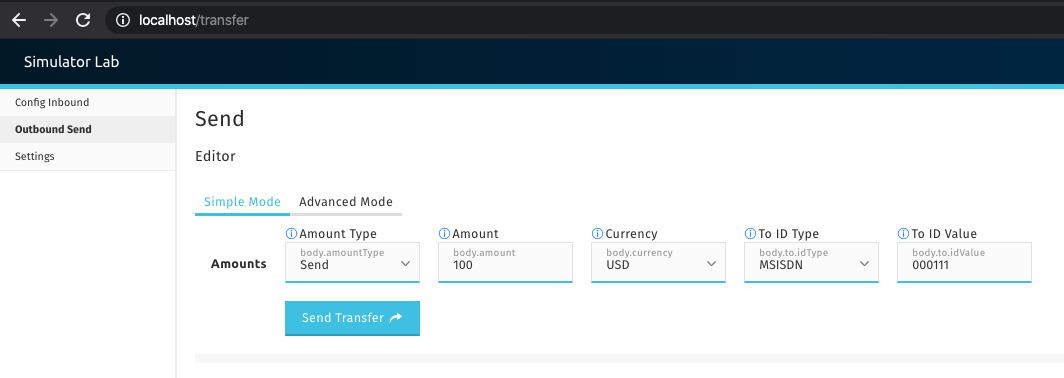 localhost/transfer
Simulator Lab
Config Inbound
Outbound Send
Settings
Send
Editor
Simple Mode Advanced Mode
Amount Type Amount Currency To ID Type To ID Value
body.amountType body.amount body.currency body.to.idType body.to.idValue
Amounts Send 100 USD MSISDN 000111
Send Transfer